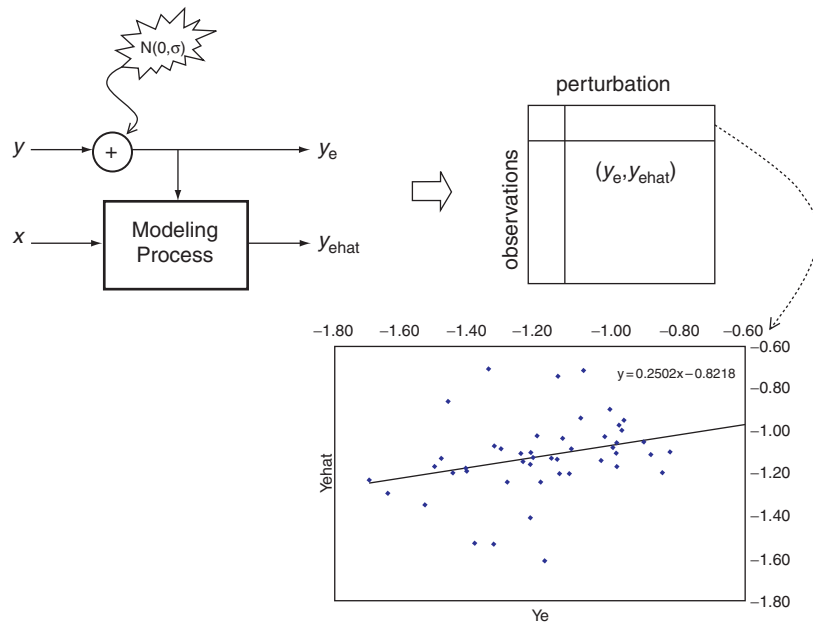 N(0,σ)
perturbation
y
+
yₑ
observations
(yₑ,yₑₕₐₜ)
x
Modeling
Process
yₑₕₐₜ
−1.80 −1.60 −1.40 −1.20 −1.00 −0.80 −0.60
−0.60
y=0.2502x−0.8218
−0.80
−1.00
Yehat
−1.20
−1.40
−1.60
−1.80
Ye